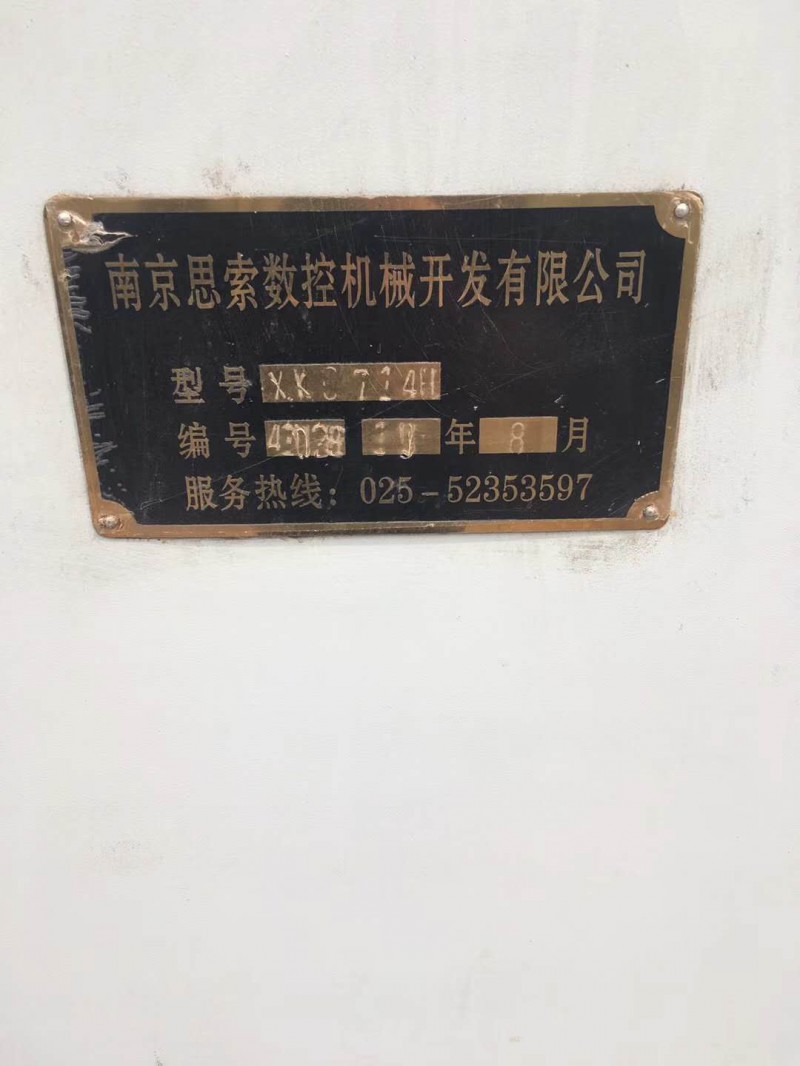 南京思索数控机械开发有限公司
型号
编号 年 8 月
服务热线：025-52353597